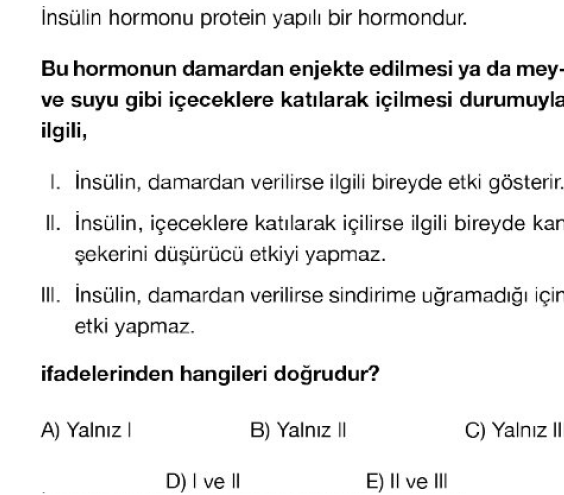 İnsülin hormonu protein yapılı bir hormondur.
Bu hormonun damardan enjekte edilmesi ya da mey-
ve suyu gibi içeceklere katılarak içilmesi durumuyla
ilgili,
I. İnsülin, damardan verilirse ilgili bireyde etki gösterir.
II. İnsülin, içeceklere katılarak içilirse ilgili bireyde kan
şekerini düşürücü etkiyi yapmaz.
III. İnsülin, damardan verilirse sindirime uğramadığı için
etki yapmaz.
ifadelerinden hangileri doğrudur?
A) Yalnız I B) Yalnız II C) Yalnız III
D) I ve II E) II ve III